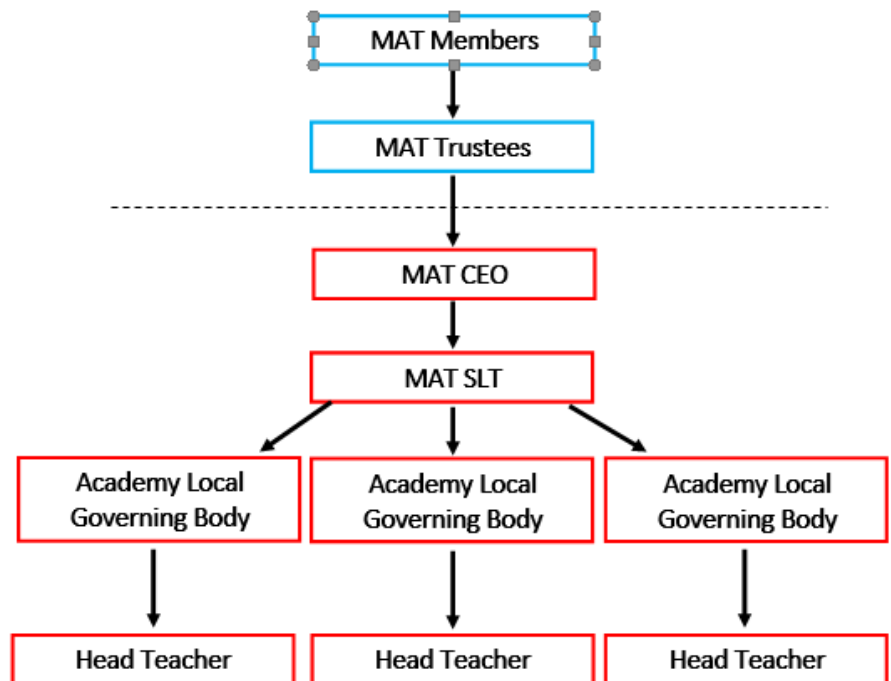 MAT Members
MAT Trustees
MAT CEO
MAT SLT
Academy Local
Governing Body
Academy Local
Governing Body
Academy Local
Governing Body
Head Teacher
Head Teacher
Head Teacher